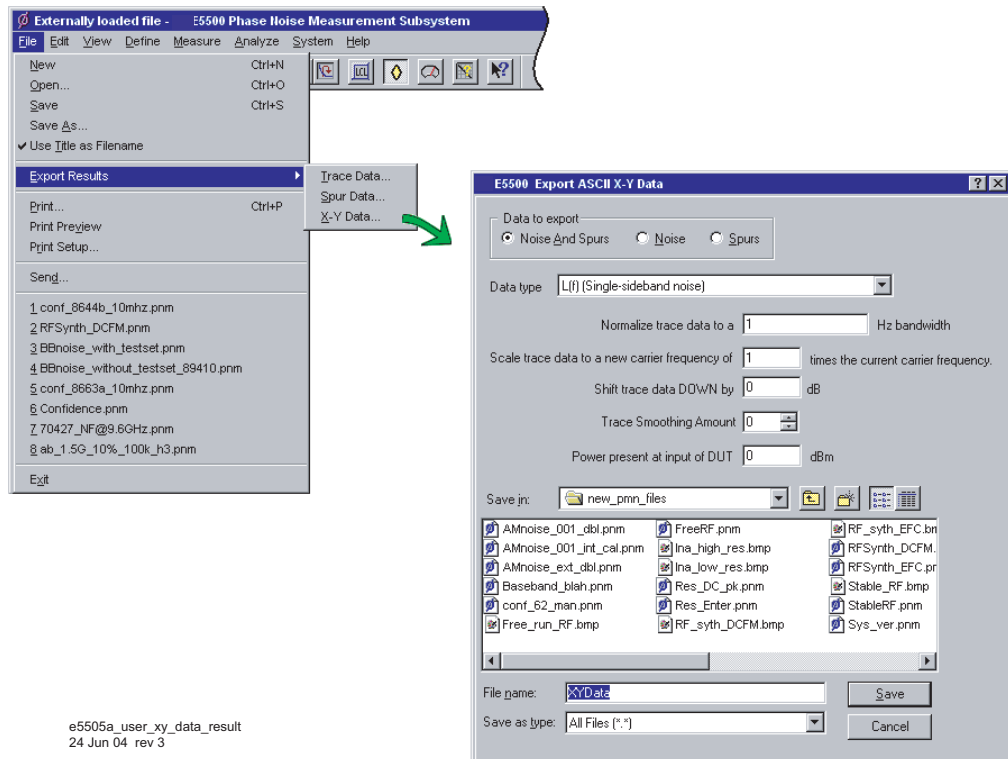 Externally loaded file - E5500 Phase Noise Measurement Subsystem
File Edit View Define Measure Analyze System Help
New Ctrl+N
Open... Ctrl+O
Save Ctrl+S
Save As...
Use Title as Filename
Export Results
Trace Data...
Spur Data...
X-Y Data...
Print... Ctrl+P
Print Preview
Print Setup...
Send...
1 conf_8644b_10mhz.pnm
2 RFSynth_DCFM.pnm
3 BBnoise_with_testset.pnm
4 BBnoise_without_testset_89410.pnm
5 conf_8663a_10mhz.pnm
6 Confidence.pnm
7 70427_NF@9.6GHz.pnm
8 ab_1.5G_10%_100k_h3.pnm
Exit
E5500 Export ASCII X-Y Data
Data to export
Noise And Spurs Noise Spurs
Data type L(f) (Single-sideband noise)
Normalize trace data to a 1 Hz bandwidth
Scale trace data to a new carrier frequency of 1 times the current carrier frequency.
Shift trace data DOWN by 0 dB
Trace Smoothing Amount 0
Power present at input of DUT 0 dBm
Save in: new_pmn_files
AMnoise_001_dbl.pnm FreeRF.pnm RF_syth_EFC.bm
AMnoise_001_int_cal.pnm lna_high_res.bmp RFSynth_DCFM.
AMnoise_ext_dbl.pnm lna_low_res.bmp RFSynth_EFC.pr
Baseband_blah.pnm Res_DC_pk.pnm Stable_RF.bmp
conf_62_man.pnm Res_Enter.pnm StableRF.pnm
Free_run_RF.bmp RF_syth_DCFM.bmp Sys_ver.pnm
File name: XYData Save
Save as type: All Files (*.*) Cancel
e5505a_user_xy_data_result
24 Jun 04 rev 3